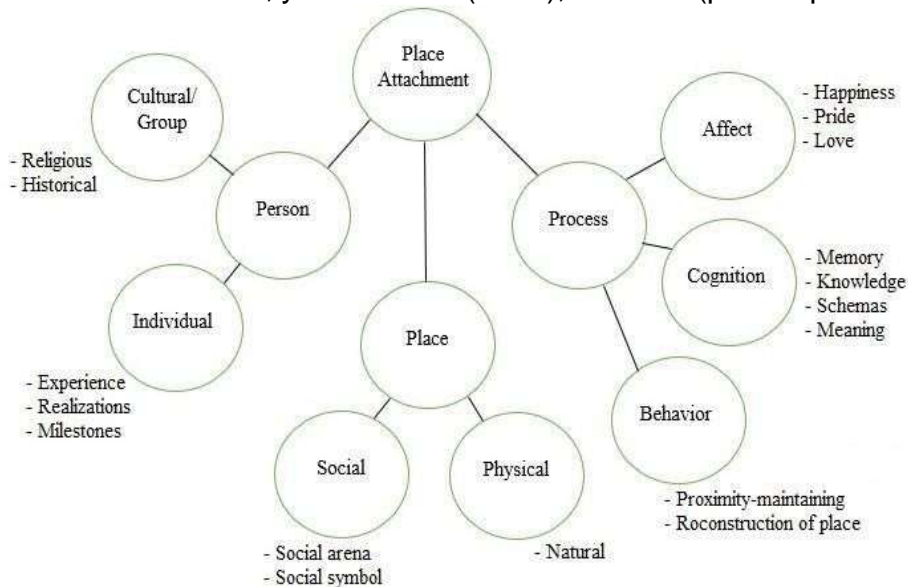 Place
Attachment
Cultural/
Group
- Religious
- Historical
Person
Individual
- Experience
- Realizations
- Milestones
Place
Social
- Social arena
- Social symbol
Physical
- Natural
Process
Affect
- Happiness
- Pride
- Love
Cognition
- Memory
- Knowledge
- Schemas
- Meaning
Behavior
- Proximity-maintaining
- Roconstruction of place